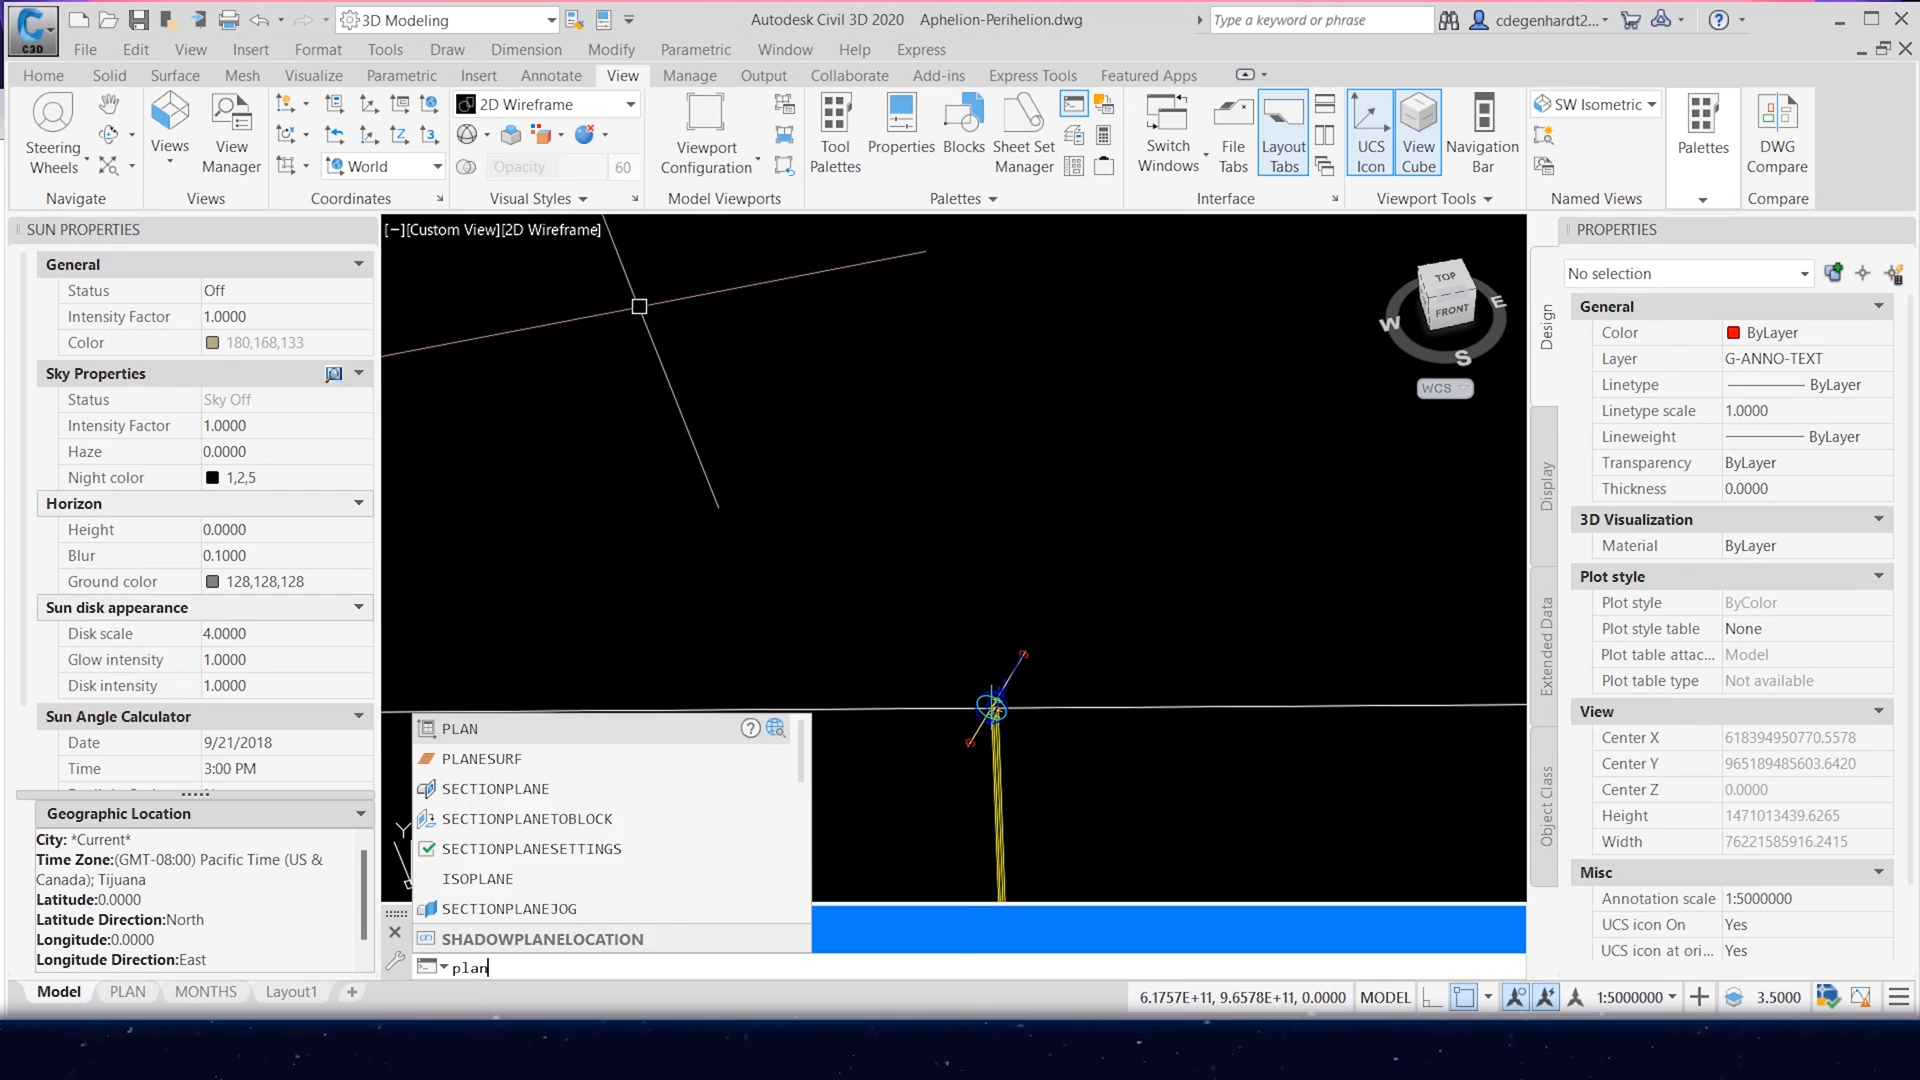 3D Modeling
Autodesk Civil 3D 2020 Aphelion-Perihelion.dwg
Type a keyword or phrase
cdegenhardt2...
C3D
File Edit View Insert Format Tools Draw Dimension Modify Parametric Window Help Express
Home Solid Surface Mesh Visualize Parametric Insert Annotate View Manage Output Collaborate Add-ins Express Tools Featured Apps
Steering Wheels
Navigate
Views
View Manager
Views
World
Coordinates
2D Wireframe
Opacity 60
Visual Styles
Viewport Configuration
Model Viewports
Tool Palettes
Properties
Blocks
Sheet Set Manager
Palettes
Switch Windows
File Tabs
Layout Tabs
Interface
UCS Icon
View Cube
Navigation Bar
Viewport Tools
SW Isometric
Named Views
Palettes
DWG Compare
Compare
SUN PROPERTIES
General
Status Off
Intensity Factor 1.0000
Color 180,168,133
Sky Properties
Status Sky Off
Intensity Factor 1.0000
Haze 0.0000
Night color 1,2,5
Horizon
Height 0.0000
Blur 0.1000
Ground color 128,128,128
Sun disk appearance
Disk scale 4.0000
Glow intensity 1.0000
Disk intensity 1.0000
Sun Angle Calculator
Date 9/21/2018
Time 3:00 PM
Geographic Location
City: *Current*
Time Zone:(GMT-08:00) Pacific Time (US &
Canada); Tijuana
Latitude:0.0000
Latitude Direction:North
Longitude:0.0000
Longitude Direction:East
[−][Custom View][2D Wireframe]
TOP
FRONT
W
E
S
WCS
Y
PLAN
PLANESURF
SECTIONPLANE
SECTIONPLANETOBLOCK
SECTIONPLANESETTINGS
ISOPLANE
SECTIONPLANEJOG
SHADOWPLANELOCATION
plan
PROPERTIES
No selection
Design
Display
Extended Data
Object Class
General
Color ByLayer
Layer G-ANNO-TEXT
Linetype ByLayer
Linetype scale 1.0000
Lineweight ByLayer
Transparency ByLayer
Thickness 0.0000
3D Visualization
Material ByLayer
Plot style
Plot style ByColor
Plot style table None
Plot table attac... Model
Plot table type Not available
View
Center X 618394950770.5578
Center Y 965189485603.6420
Center Z 0.0000
Height 1471013439.6265
Width 76221585916.2415
Misc
Annotation scale 1:5000000
UCS icon On Yes
UCS icon at ori... Yes
Model PLAN MONTHS Layout1 +
6.1757E+11, 9.6578E+11, 0.0000 MODEL 1:5000000 3.5000